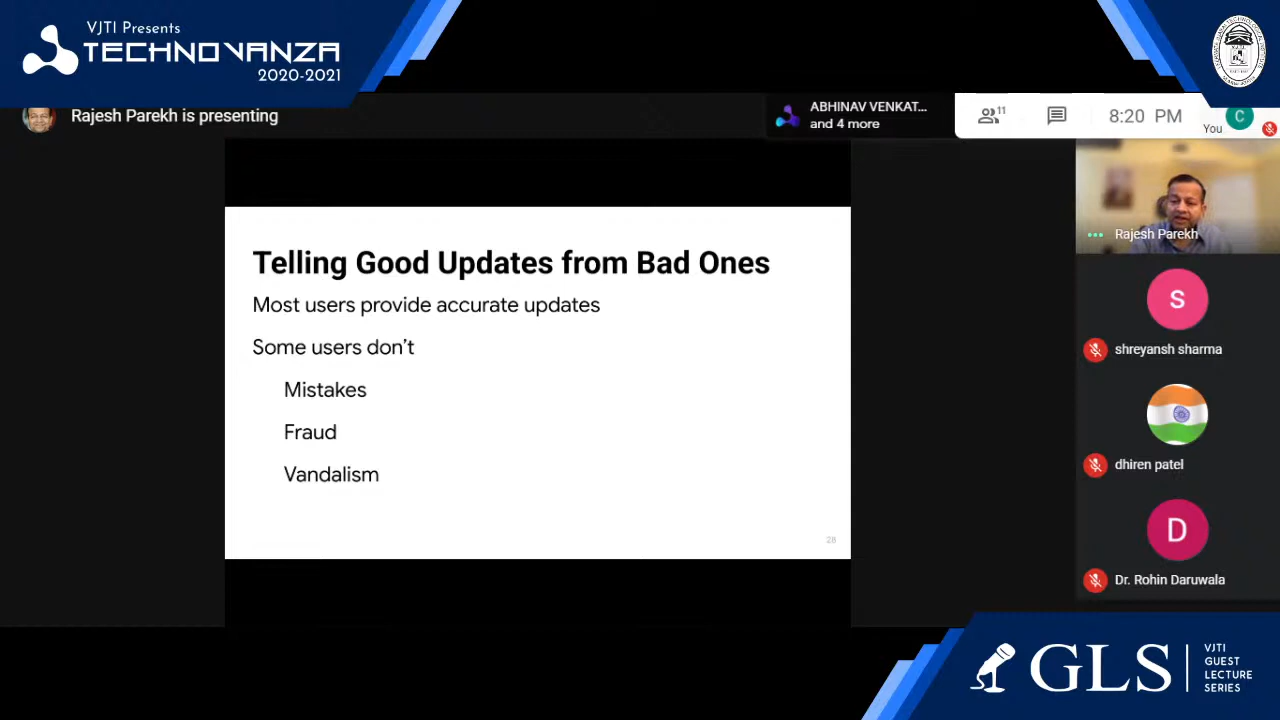 VJTI Presents
TECHNOVANZA
2020-2021
Rajesh Parekh is presenting
ABHINAV VENKAT...
and 4 more
11
8:20 PM
You
C
Rajesh Parekh
Telling Good Updates from Bad Ones
Most users provide accurate updates
Some users don't
Mistakes
Fraud
Vandalism
28
S
shreyansh sharma
dhiren patel
D
Dr. Rohin Daruwala
GLS
VJTI
GUEST
LECTURE
SERIES